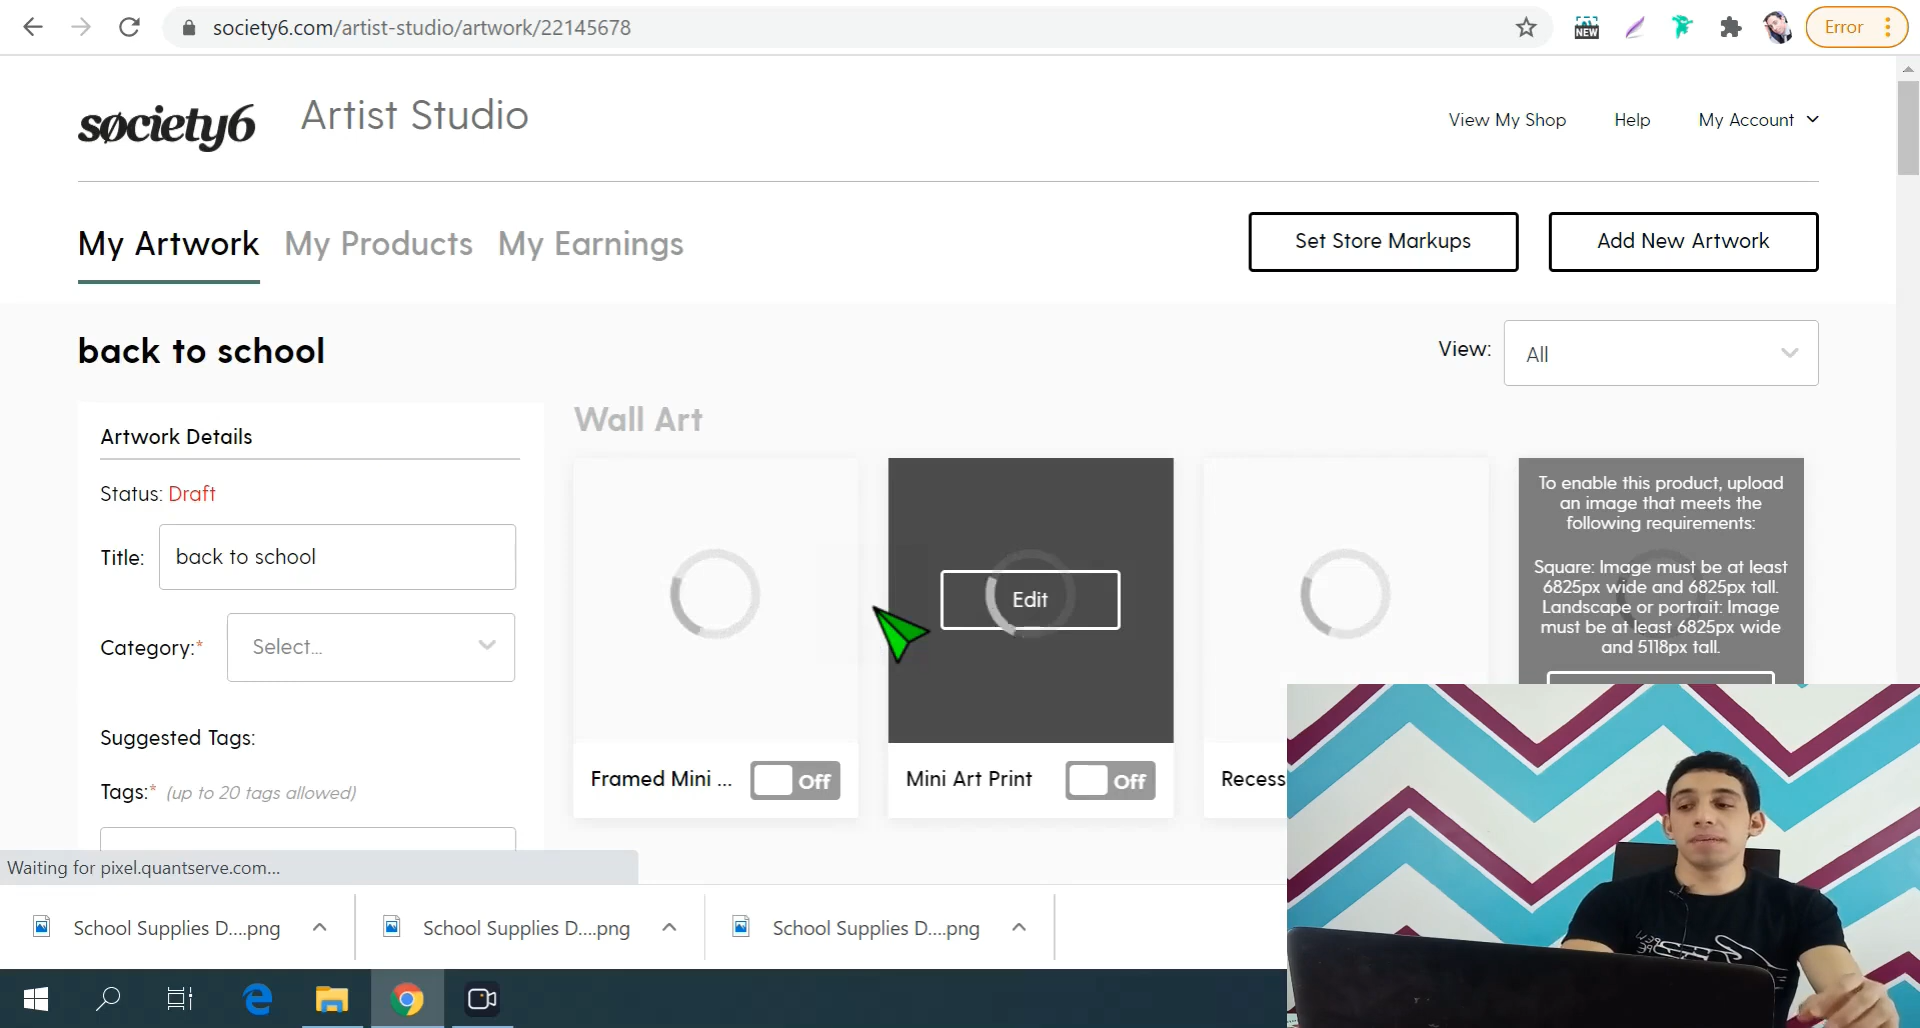 society6.com/artist-studio/artwork/22145678
NEW
Error
society6
Artist Studio
View My Shop
Help
My Account
My Artwork
My Products
My Earnings
Set Store Markups
Add New Artwork
back to school
View:
All
Artwork Details
Status: Draft
Title:
back to school
Category:*
Select...
Suggested Tags:
Tags:* (up to 20 tags allowed)
Wall Art
Edit
To enable this product, upload
an image that meets the
following requirements:
Square: Image must be at least
6825px wide and 6825px tall.
Landscape or portrait: Image
must be at least 6825px wide
and 5118px tall.
Framed Mini ...
Off
Mini Art Print
Off
Recess
Waiting for pixel.quantserve.com...
School Supplies D....png
School Supplies D....png
School Supplies D....png